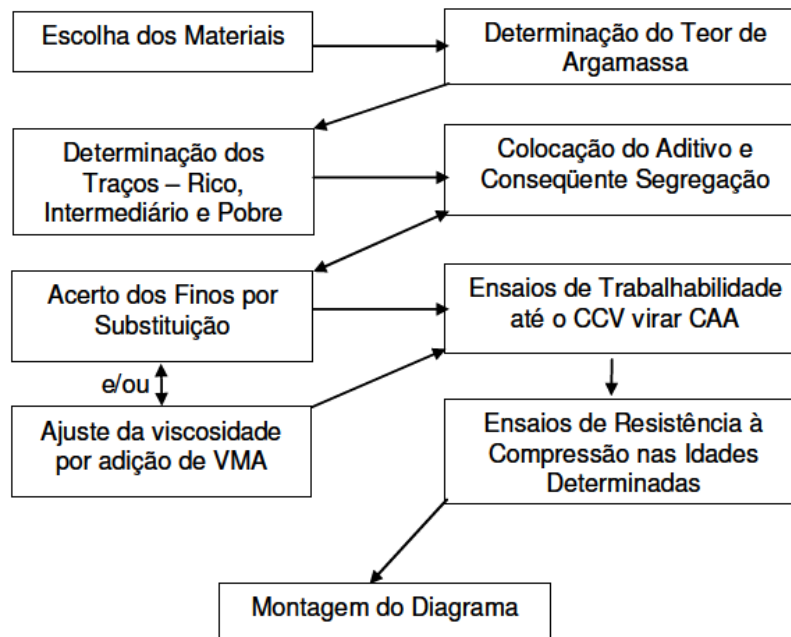 Escolha dos Materiais
Determinação do Teor de
Argamassa
Determinação dos
Traços – Rico,
Intermediário e Pobre
Colocação do Aditivo e
Conseqüente Segregação
Acerto dos Finos por
Substituição
Ensaios de Trabalhabilidade
até o CCV virar CAA
e/ou
Ajuste da viscosidade
por adição de VMA
Ensaios de Resistência à
Compressão nas Idades
Determinadas
Montagem do Diagrama